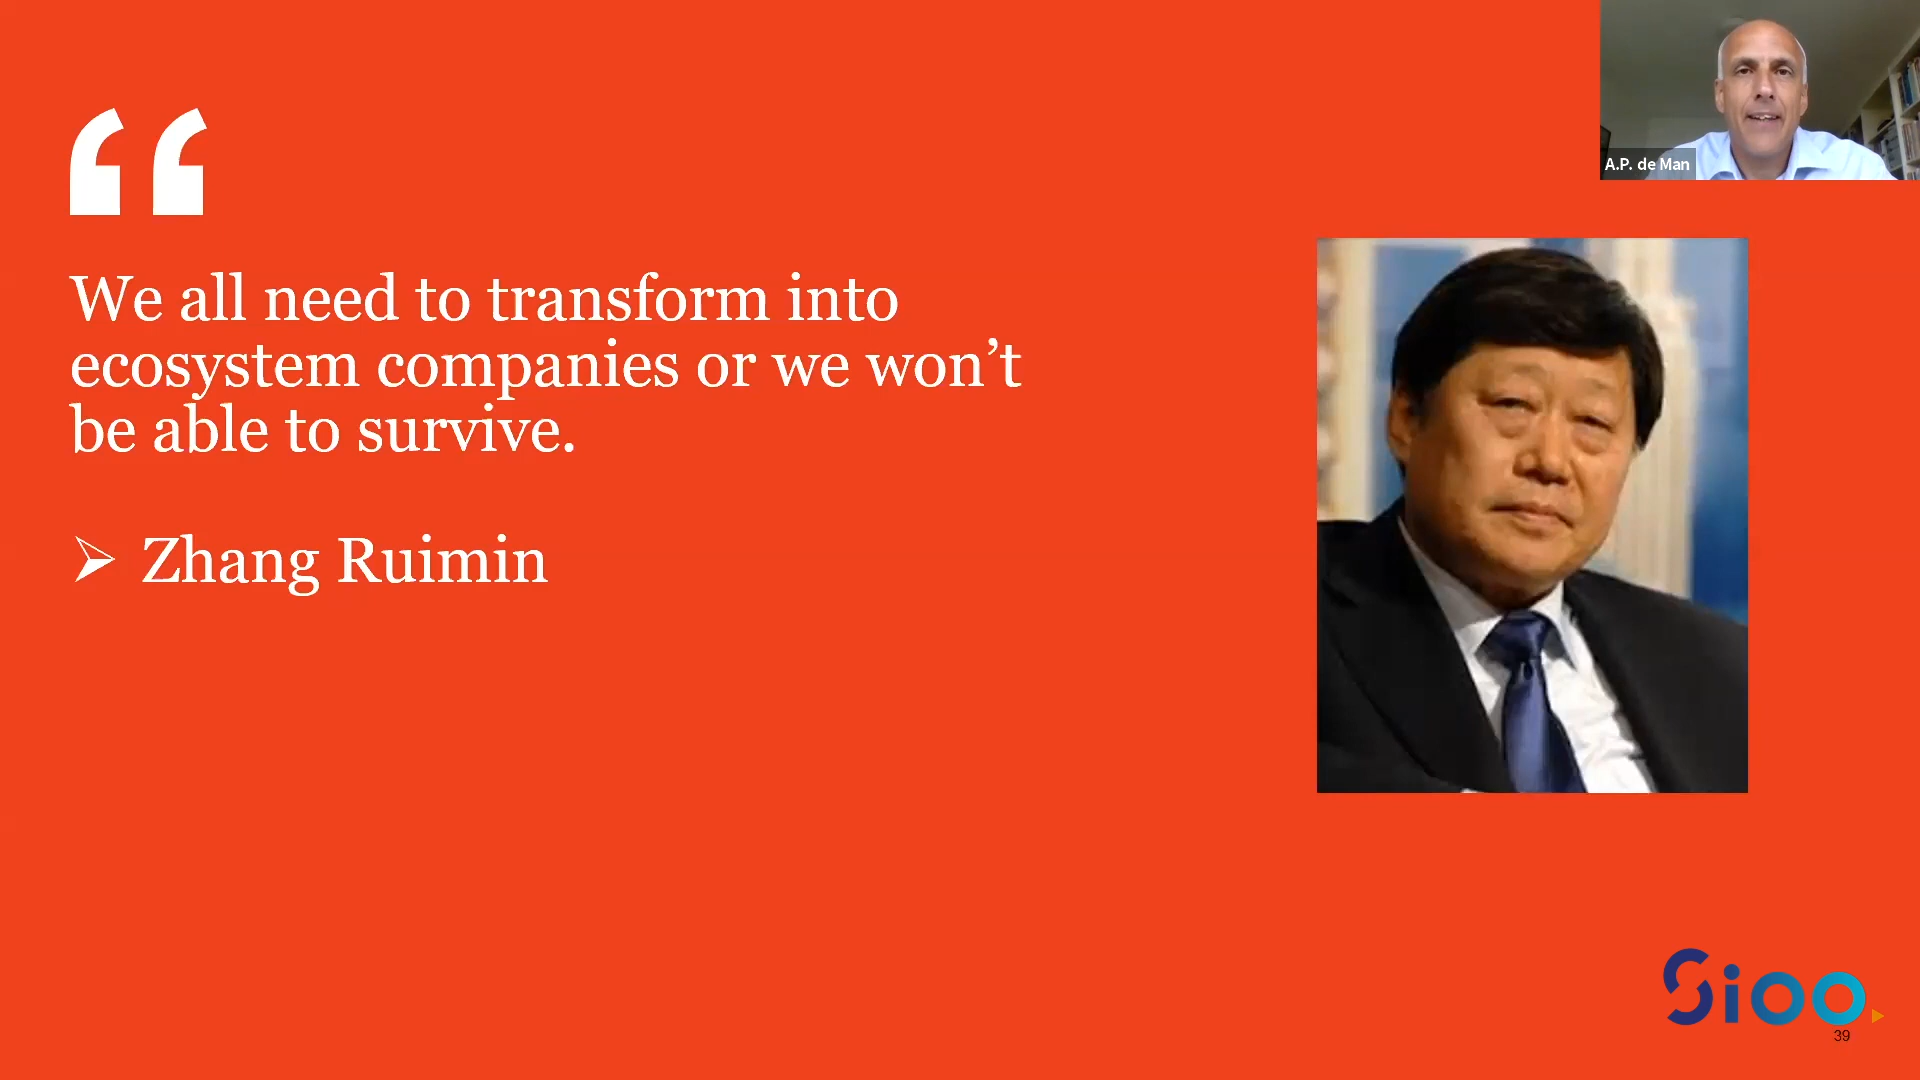 A.P. de Man
“
We all need to transform into
ecosystem companies or we won’t
be able to survive.
➢ Zhang Ruimin
Sioo
39